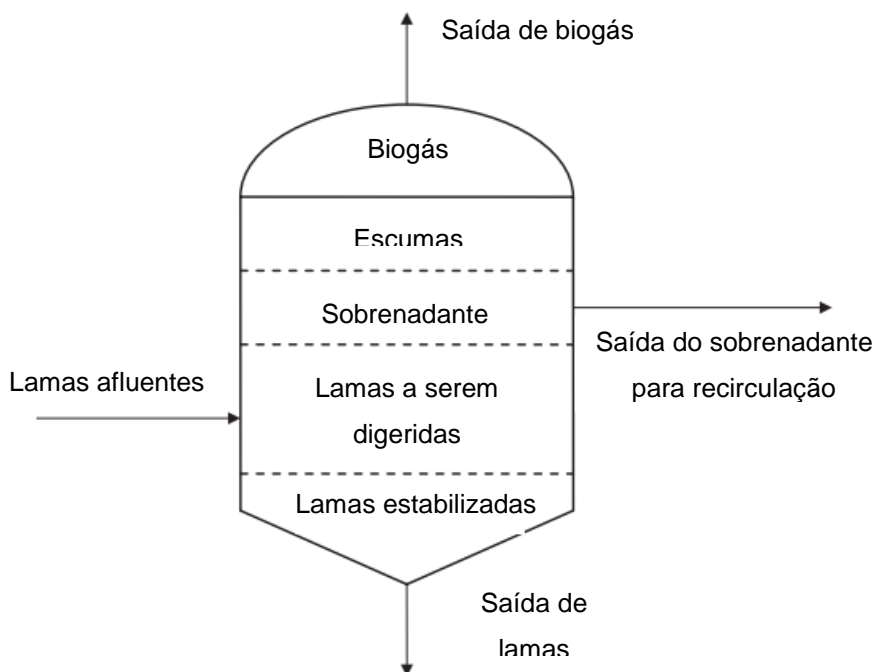 Saída de biogás
Biogás
Escumas
Sobrenadante
Saída do sobrenadante
para recirculação
Lamas afluentes
Lamas a serem
digeridas
Lamas estabilizadas
Saída de
lamas